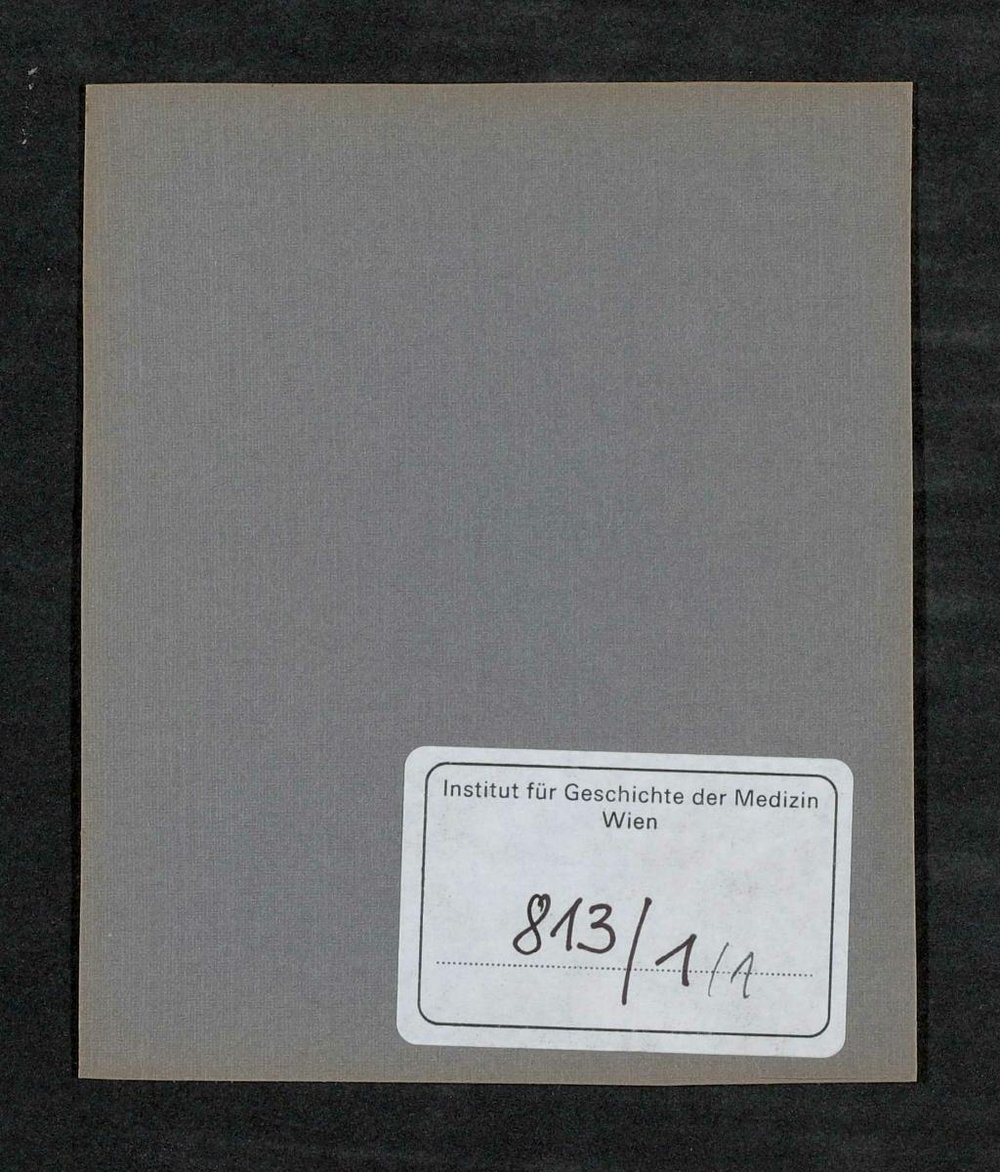 Institut für Geschichte der Medizin
Wien
813/1/1